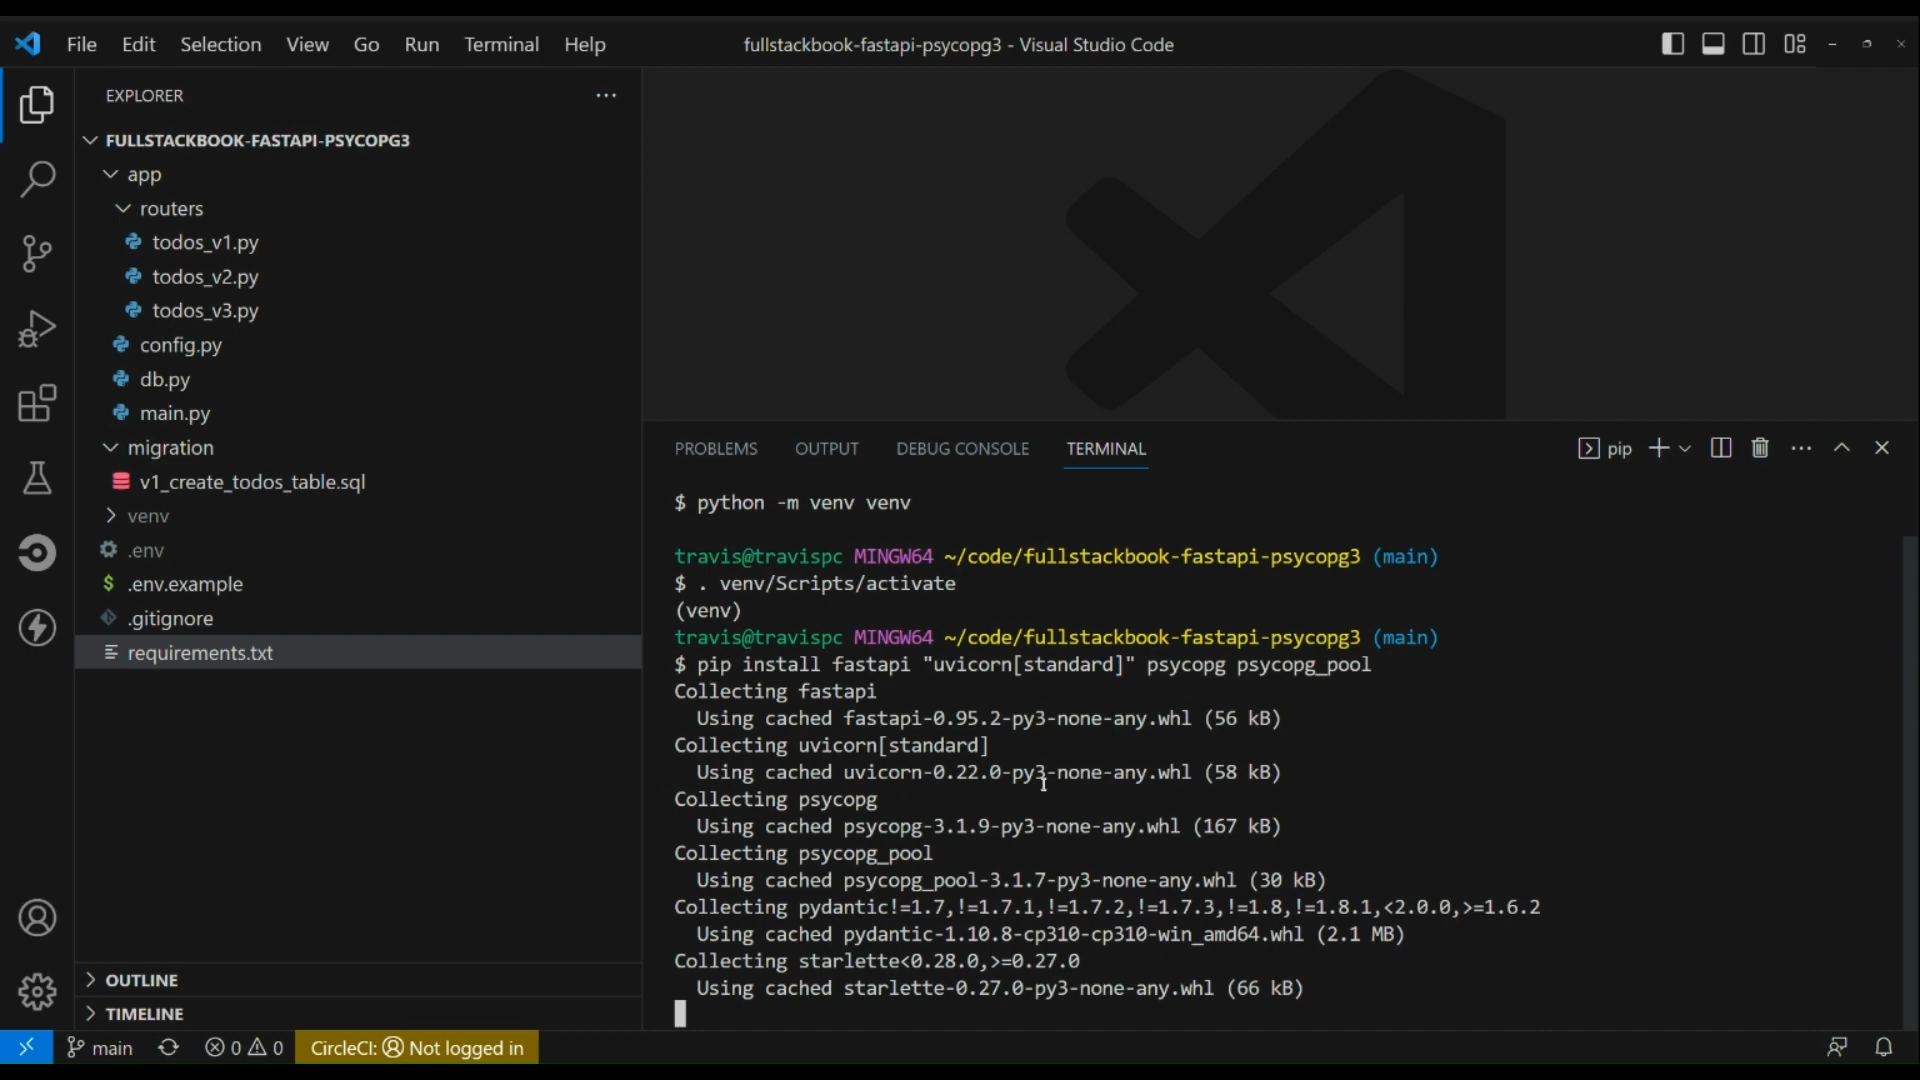 File Edit Selection View Go Run Terminal Help
fullstackbook-fastapi-psycopg3 - Visual Studio Code
EXPLORER
FULLSTACKBOOK-FASTAPI-PSYCOPG3
app
routers
todos_v1.py
todos_v2.py
todos_v3.py
config.py
db.py
main.py
migration
v1_create_todos_table.sql
venv
.env
.env.example
.gitignore
requirements.txt
OUTLINE
TIMELINE
PROBLEMS OUTPUT DEBUG CONSOLE TERMINAL
pip
$ python -m venv venv
travis@travispc MINGW64 ~/code/fullstackbook-fastapi-psycopg3 (main)
$ . venv/Scripts/activate
(venv)
travis@travispc MINGW64 ~/code/fullstackbook-fastapi-psycopg3 (main)
$ pip install fastapi "uvicorn[standard]" psycopg psycopg_pool
Collecting fastapi
Using cached fastapi-0.95.2-py3-none-any.whl (56 kB)
Collecting uvicorn[standard]
Using cached uvicorn-0.22.0-py3-none-any.whl (58 kB)
Collecting psycopg
Using cached psycopg-3.1.9-py3-none-any.whl (167 kB)
Collecting psycopg_pool
Using cached psycopg_pool-3.1.7-py3-none-any.whl (30 kB)
Collecting pydantic!=1.7,!=1.7.1,!=1.7.2,!=1.7.3,!=1.8,!=1.8.1,<2.0.0,>=1.6.2
Using cached pydantic-1.10.8-cp310-cp310-win_amd64.whl (2.1 MB)
Collecting starlette<0.28.0,>=0.27.0
Using cached starlette-0.27.0-py3-none-any.whl (66 kB)
main 0 0 CircleCI: Not logged in